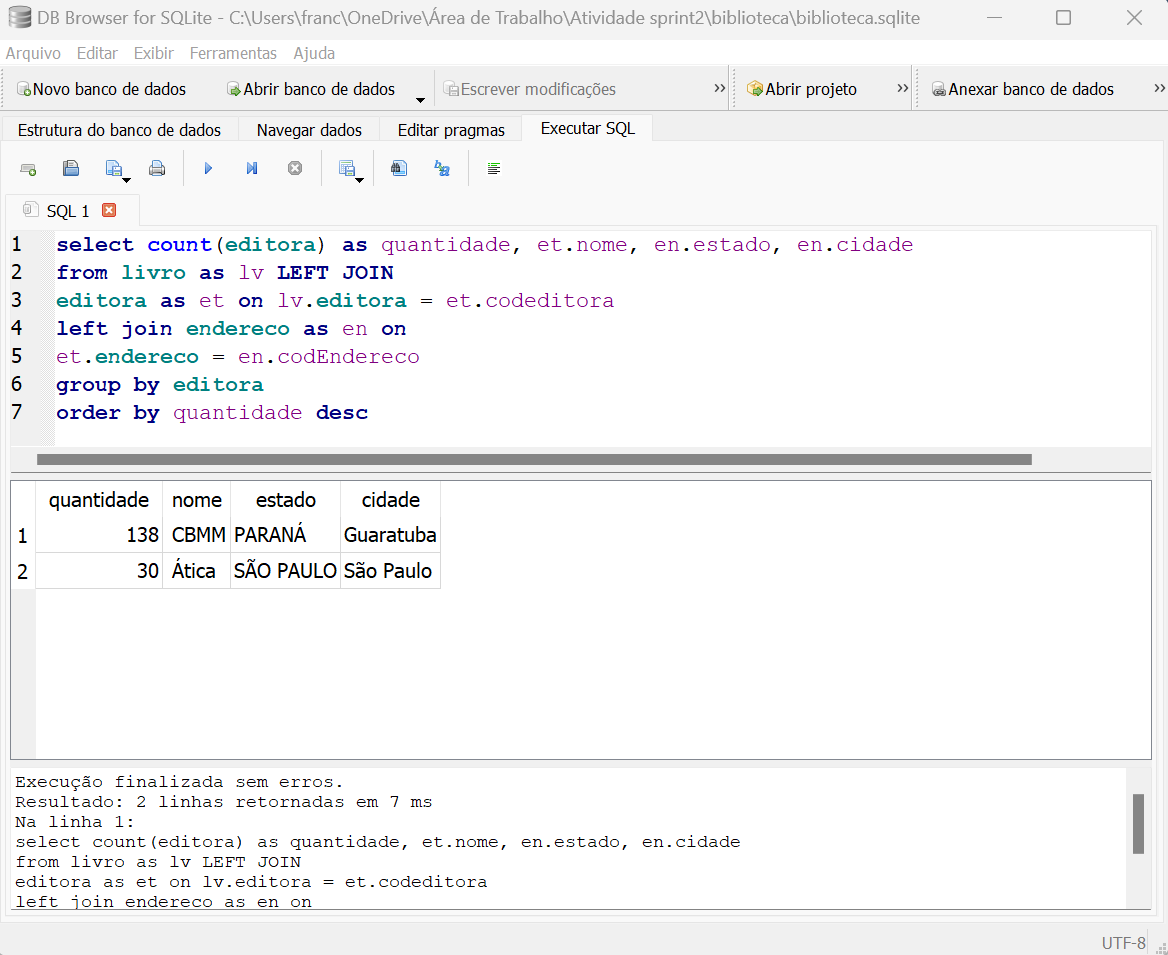 DB Browser for SQLite - C:\Users\franc\OneDrive\Área de Trabalho\Atividade sprint2\biblioteca\biblioteca.sqlite
Arquivo Editar Exibir Ferramentas Ajuda
Novo banco de dados Abrir banco de dados Escrever modificações » Abrir projeto » Anexar banco de dados »
Estrutura do banco de dados Navegar dados Editar pragmas Executar SQL
SQL 1
1 select count(editora) as quantidade, et.nome, en.estado, en.cidade
2 from livro as lv LEFT JOIN
3 editora as et on lv.editora = et.codeditora
4 left join endereco as en on
5 et.endereco = en.codEndereco
6 group by editora
7 order by quantidade desc
quantidade nome estado cidade
1 138 CBMM PARANÁ Guaratuba
2 30 Ática SÃO PAULO São Paulo
Execução finalizada sem erros.
Resultado: 2 linhas retornadas em 7 ms
Na linha 1:
select count(editora) as quantidade, et.nome, en.estado, en.cidade
from livro as lv LEFT JOIN
editora as et on lv.editora = et.codeditora
left join endereco as en on
UTF-8